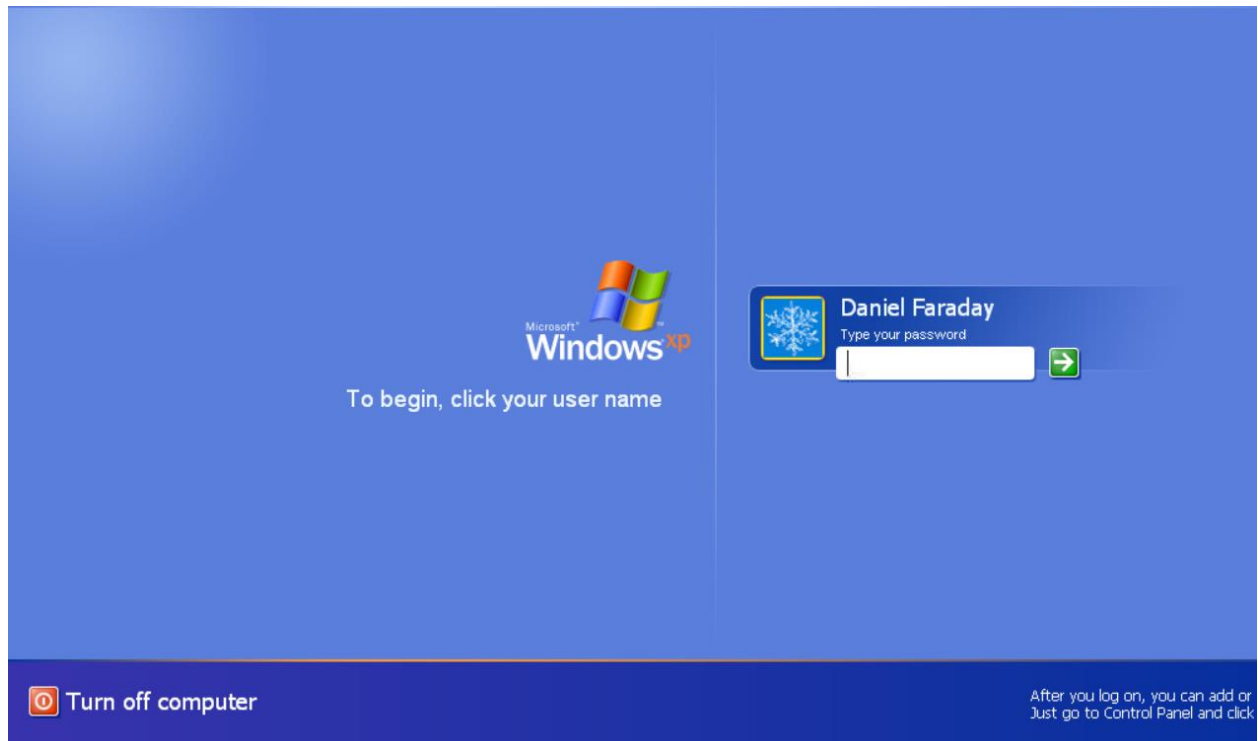 Microsoft®
Windows xp™
To begin, click your user name
Daniel Faraday
Type your password
Turn off computer
After you log on, you can add or
Just go to Control Panel and click